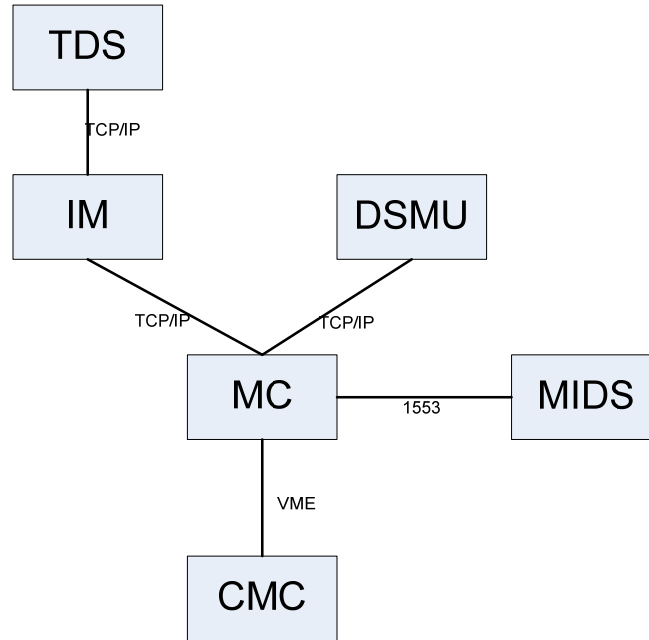 TDS
TCP/IP
IM
DSMU
TCP/IP
TCP/IP
MC
MIDS
1553
VME
CMC